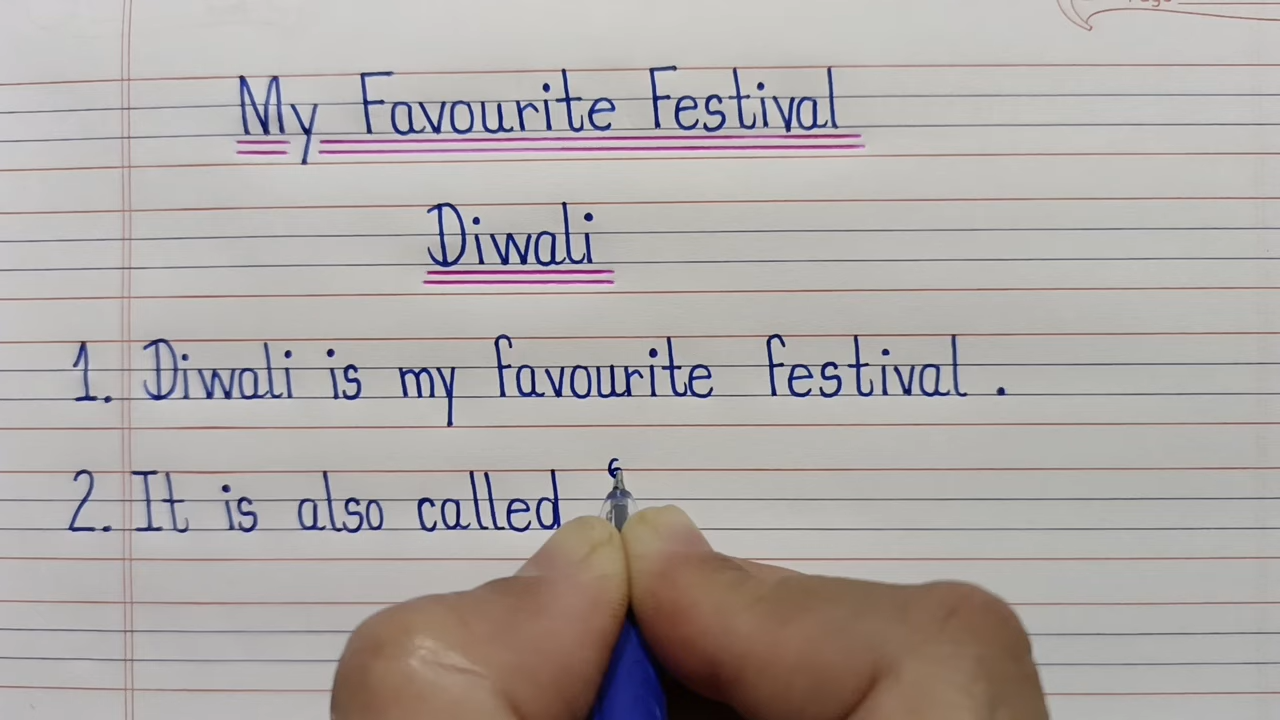 My Favourite Festival
Diwali
1. Diwali is my favourite festival .
2. It is also called